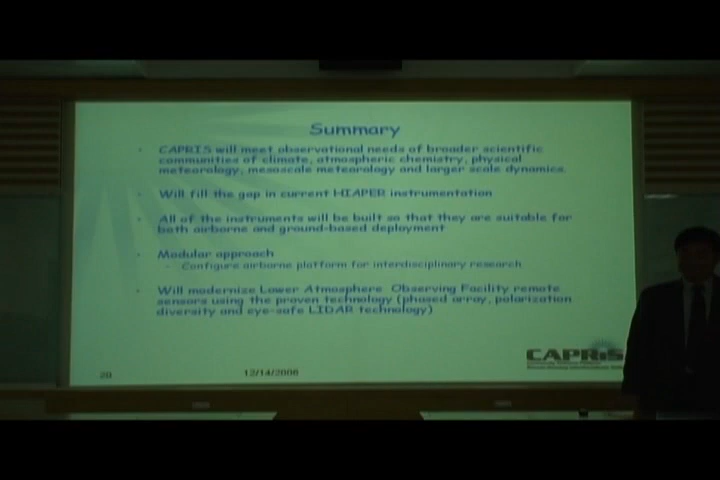 Summary
CAPRIS will meet observational needs of broader scientific
communities of climate, atmospheric chemistry, physical
meteorology, mesoscale meteorology and larger scale dynamics.
Will fill the gap in current HIAPER instrumentation
All of the instruments will be built so that they are suitable for
both airborne and ground-based deployment
Modular approach
- Configure airborne platform for interdisciplinary research
Will modernize Lower Atmosphere Observing Facility remote
sensors using the proven technology (phased array, polarization
diversity and eye-safe LIDAR technology)
CAPRIS
20
12/14/2006